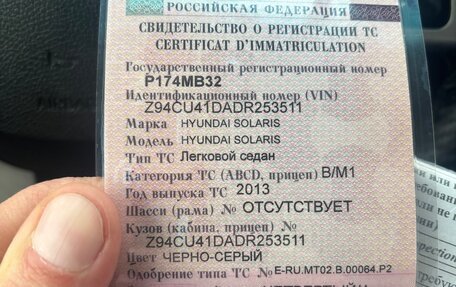 РОССИЙСКАЯ ФЕДЕРАЦИЯ
СВИДЕТЕЛЬСТВО О РЕГИСТРАЦИИ ТС
CERTIFICAT D'IMMATRICULATION
Государственный регистрационный номер
Р174МВ32
Идентификационный номер (VIN)
Z94CU41DADR253511
Марка HYUNDAI SOLARIS
Модель HYUNDAI SOLARIS
Тип ТС Легковой седан
Категория ТС (ABCD, прицеп) B/M1
Год выпуска ТС 2013
Шасси (рама) № ОТСУТСТВУЕТ
Кузов (кабина, прицеп) №
Z94CU41DADR253511
Цвет ЧЕРНО-СЕРЫЙ
Одобрение типа ТС № E-RU.MT02.B.00064.P2